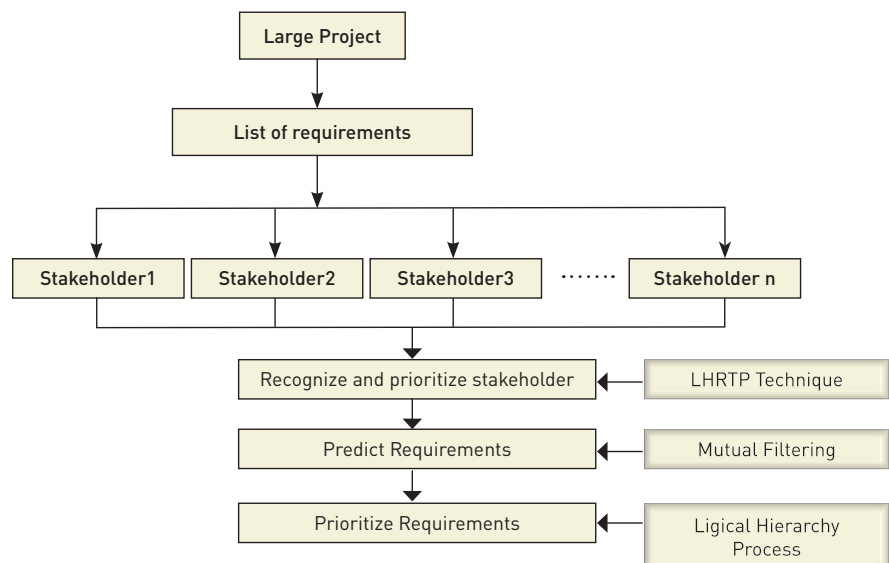 Large Project
List of requirements
Stakeholder1 Stakeholder2 Stakeholder3 ....... Stakeholder n
Recognize and prioritize stakeholder
LHRTP Technique
Predict Requirements
Mutual Filtering
Prioritize Requirements
Ligical Hierarchy
Process